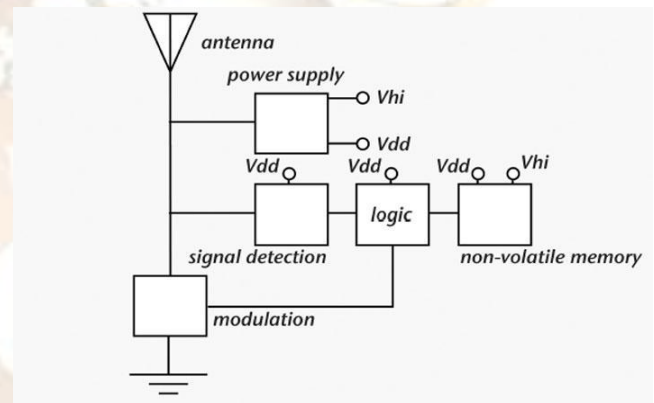 antenna
power supply
Vhi
Vdd
Vdd
Vdd
Vdd
Vhi
logic
signal detection
non-volatile memory
modulation